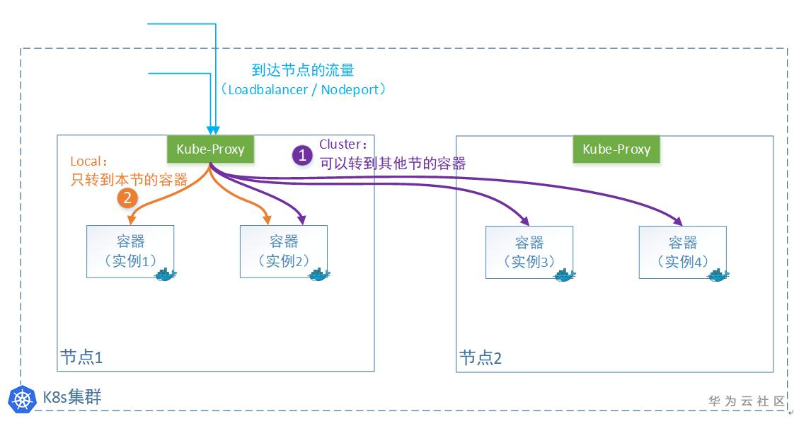 到达节点的流量
（Loadbalancer / Nodeport）
Kube-Proxy
Kube-Proxy
1
Cluster：
可以转到其他节的容器
Local：
只转到本节的容器
2
容器
（实例1）
容器
（实例2）
容器
（实例3）
容器
（实例4）
节点1
节点2
K8s集群
华为云社区